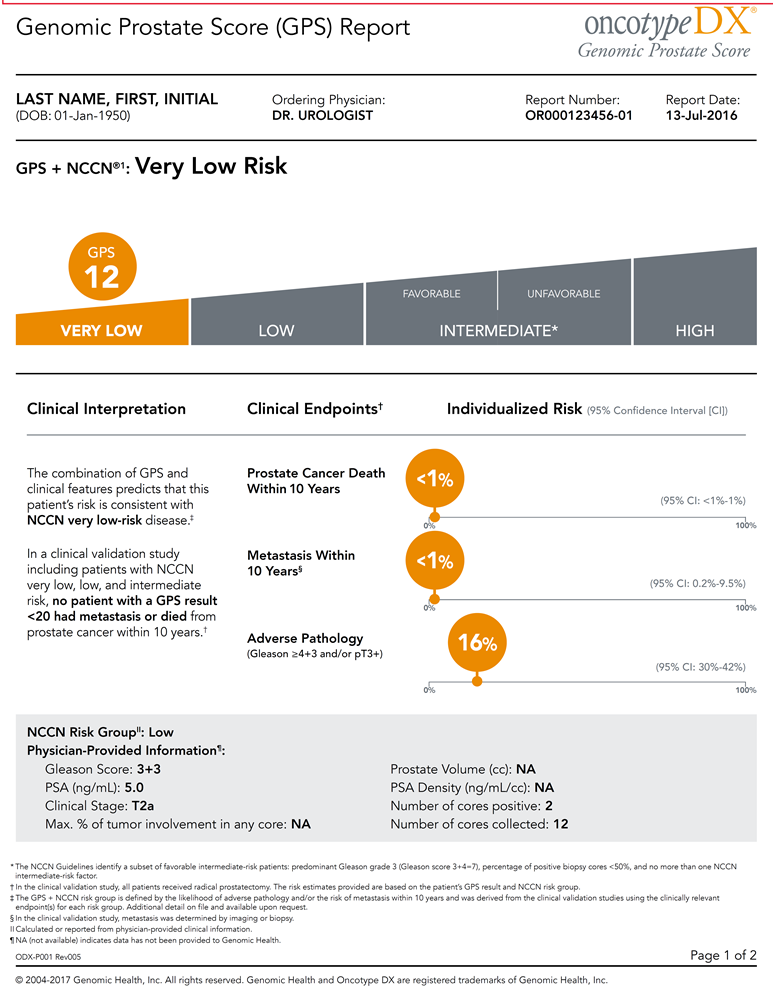 Genomic Prostate Score (GPS) Report
oncotypeDX®
Genomic Prostate Score
LAST NAME, FIRST, INITIAL
(DOB: 01-Jan-1950)
Ordering Physician:
DR. UROLOGIST
Report Number:
OR000123456-01
Report Date:
13-Jul-2016
GPS + NCCN®1: Very Low Risk
GPS
12
VERY LOW
LOW
FAVORABLE
UNFAVORABLE
INTERMEDIATE*
HIGH
Clinical Interpretation
Clinical Endpoints†
Individualized Risk (95% Confidence Interval [CI])
The combination of GPS and
clinical features predicts that this
patient's risk is consistent with
NCCN very low-risk disease.‡
In a clinical validation study
including patients with NCCN
very low, low, and intermediate
risk, no patient with a GPS result
<20 had metastasis or died from
prostate cancer within 10 years.†
Prostate Cancer Death
Within 10 Years
<1%
(95% CI: <1%-1%)
0%
100%
Metastasis Within
10 Years§
<1%
(95% CI: 0.2%-9.5%)
0%
100%
Adverse Pathology
(Gleason ≥4+3 and/or pT3+)
16%
(95% CI: 30%-42%)
0%
100%
NCCN Risk Group||: Low
Physician-Provided Information¶:
Gleason Score: 3+3
PSA (ng/mL): 5.0
Clinical Stage: T2a
Max. % of tumor involvement in any core: NA
Prostate Volume (cc): NA
PSA Density (ng/mL/cc): NA
Number of cores positive: 2
Number of cores collected: 12
* The NCCN Guidelines identify a subset of favorable intermediate-risk patients: predominant Gleason grade 3 (Gleason score 3+4=7), percentage of positive biopsy cores <50%, and no more than one NCCN
intermediate-risk factor.
† In the clinical validation study, all patients received radical prostatectomy. The risk estimates provided are based on the patient's GPS result and NCCN risk group.
‡ The GPS + NCCN risk group is defined by the likelihood of adverse pathology and/or the risk of metastasis within 10 years and was derived from the clinical validation studies using the clinically relevant
endpoint(s) for each risk group. Additional detail on file and available upon request.
§ In the clinical validation study, metastasis was determined by imaging or biopsy.
|| Calculated or reported from physician-provided clinical information.
¶ NA (not available) indicates data has not been provided to Genomic Health.
ODX-P001 Rev005
Page 1 of 2
© 2004-2017 Genomic Health, Inc. All rights reserved. Genomic Health and Oncotype DX are registered trademarks of Genomic Health, Inc.